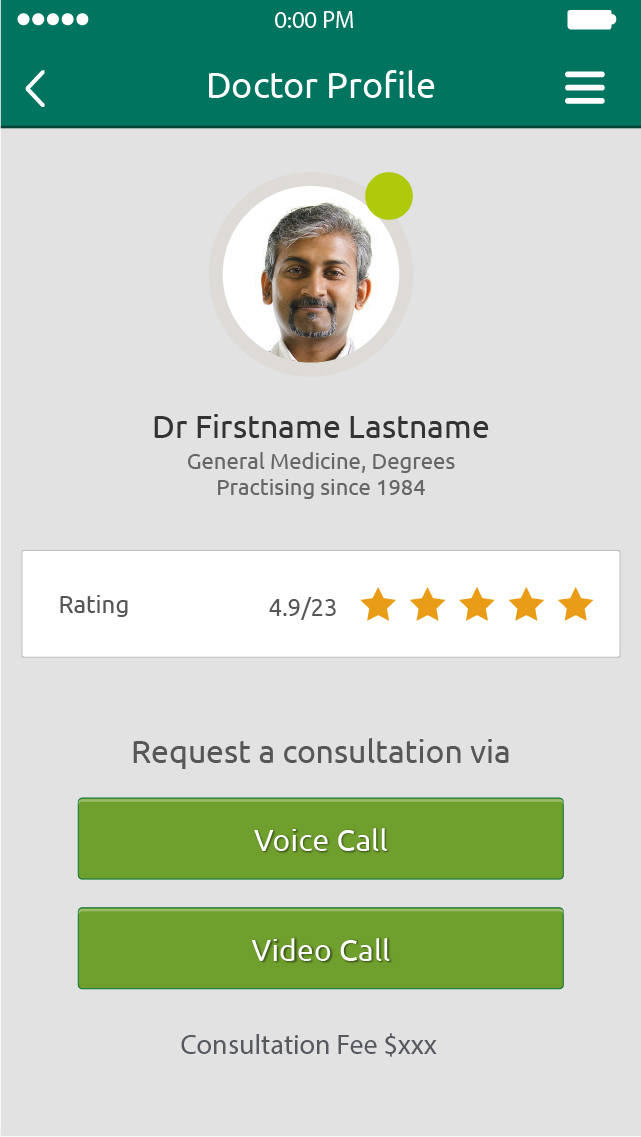 0:00 PM
Doctor Profile
Dr Firstname Lastname
General Medicine, Degrees
Practising since 1984
Rating 4.9/23
Request a consultation via
Voice Call
Video Call
Consultation Fee $xxx